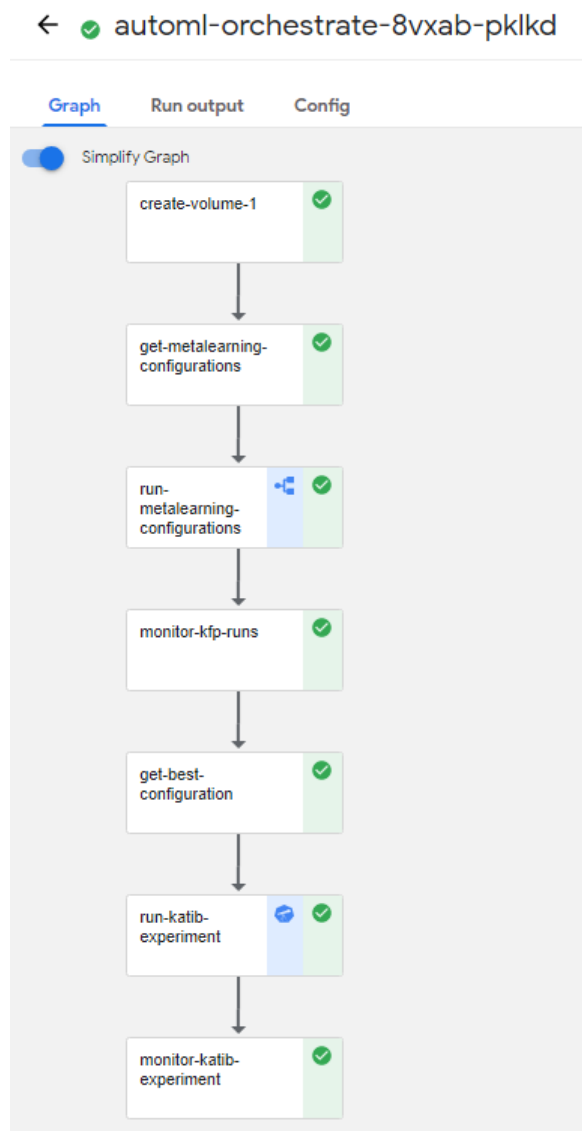 automl-orchestrate-8vxab-pklkd
Graph Run output Config
Simplify Graph
create-volume-1
get-metalearning-
configurations
run-
metalearning-
configurations
monitor-kfp-runs
get-best-
configuration
run-katib-
experiment
monitor-katib-
experiment